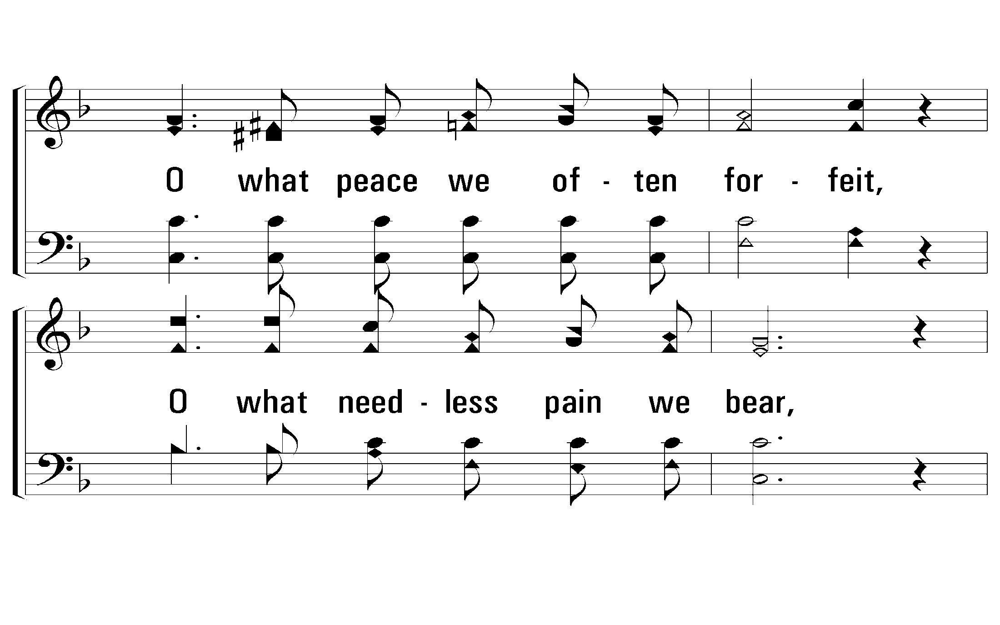 O what peace we of - ten for - feit,
O what need - less pain we bear,